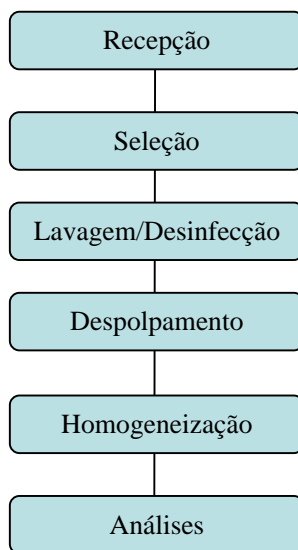 Recepção
Seleção
Lavagem/Desinfecção
Despolpamento
Homogeneização
Análises